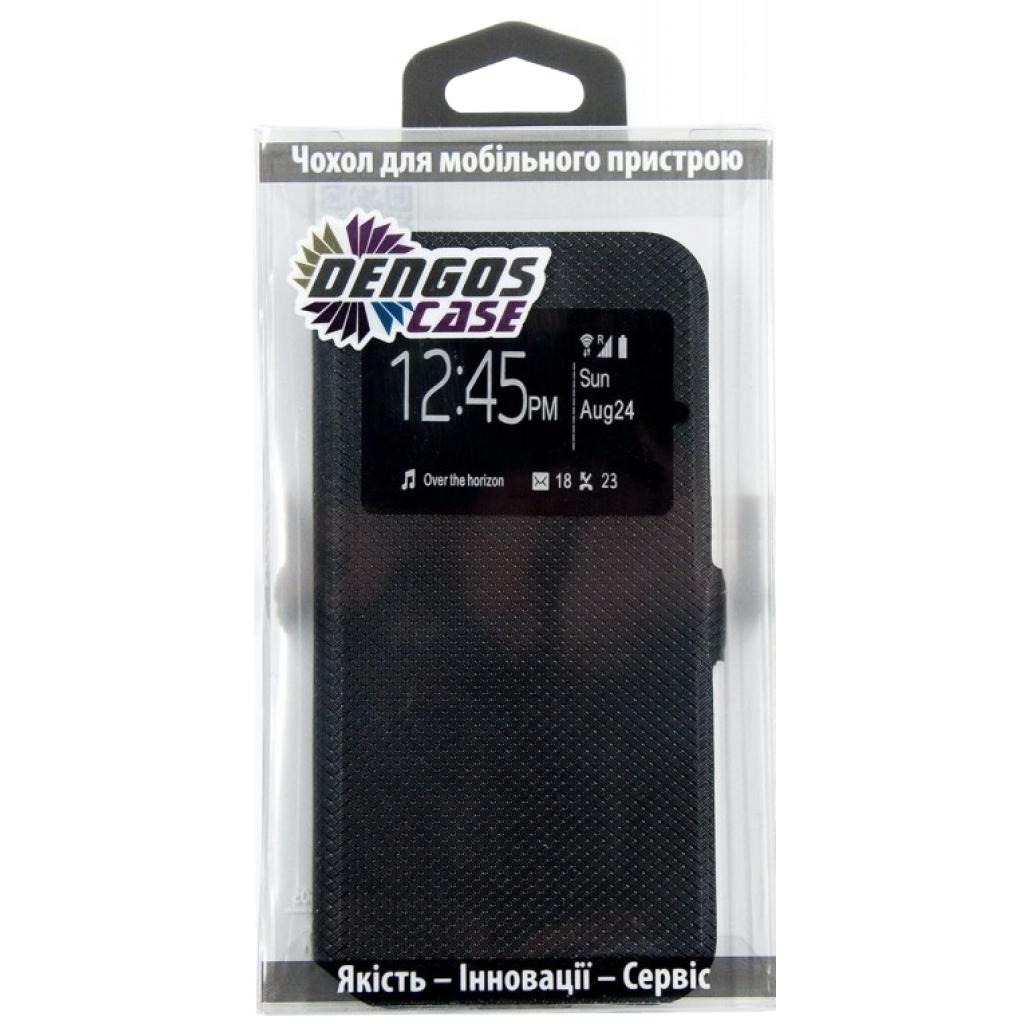 Чохол для мобільного пристрою
DENGOS
CASE
12:45PM
R
Sun
Aug24
Over the horizon 18 23
Якість – Інновації – Сервіс